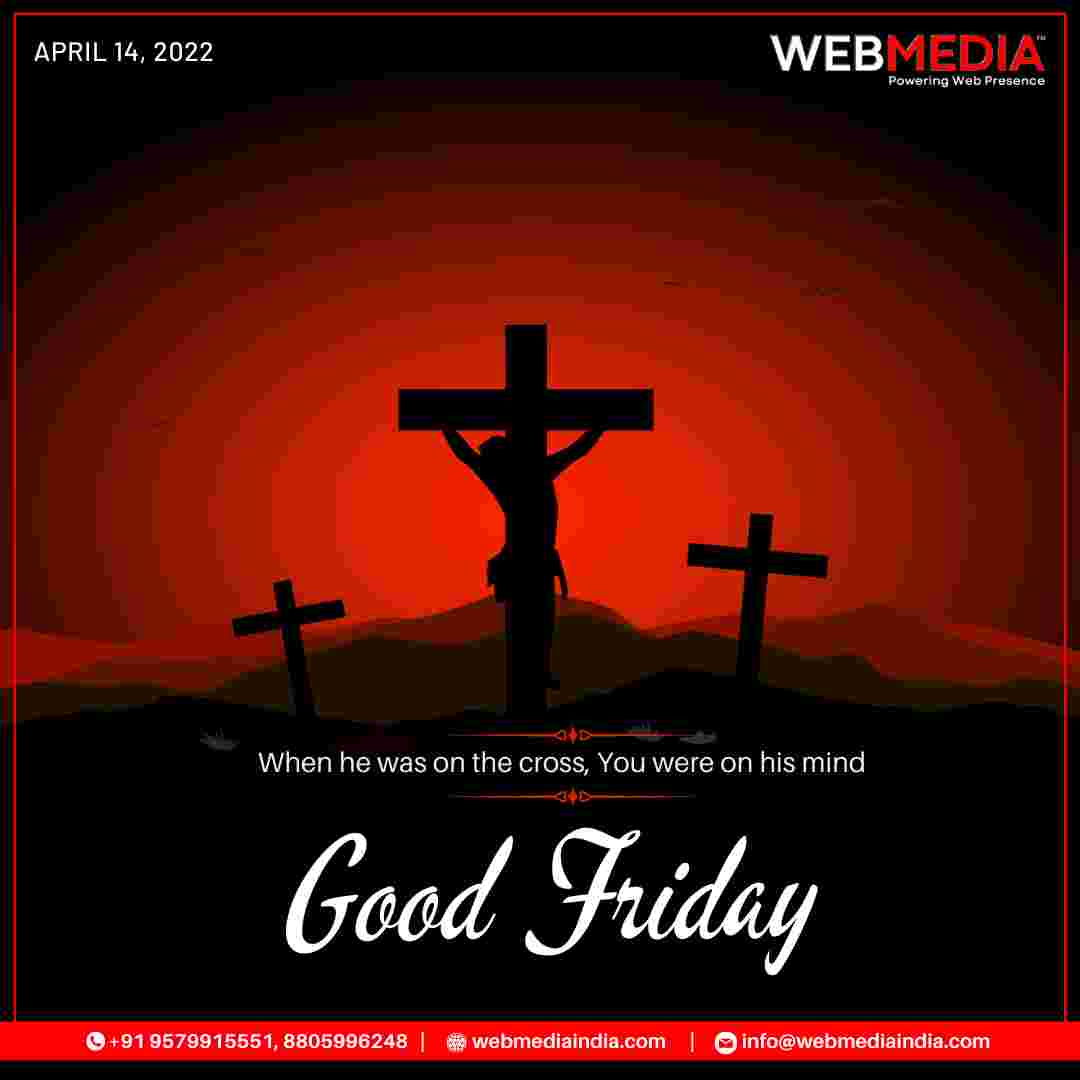 APRIL 14, 2022
WEBMEDIA™
Powering Web Presence
When he was on the cross, You were on his mind
Good Friday
+91 9579915551, 8805996248 | webmediaindia.com | info@webmediaindia.com